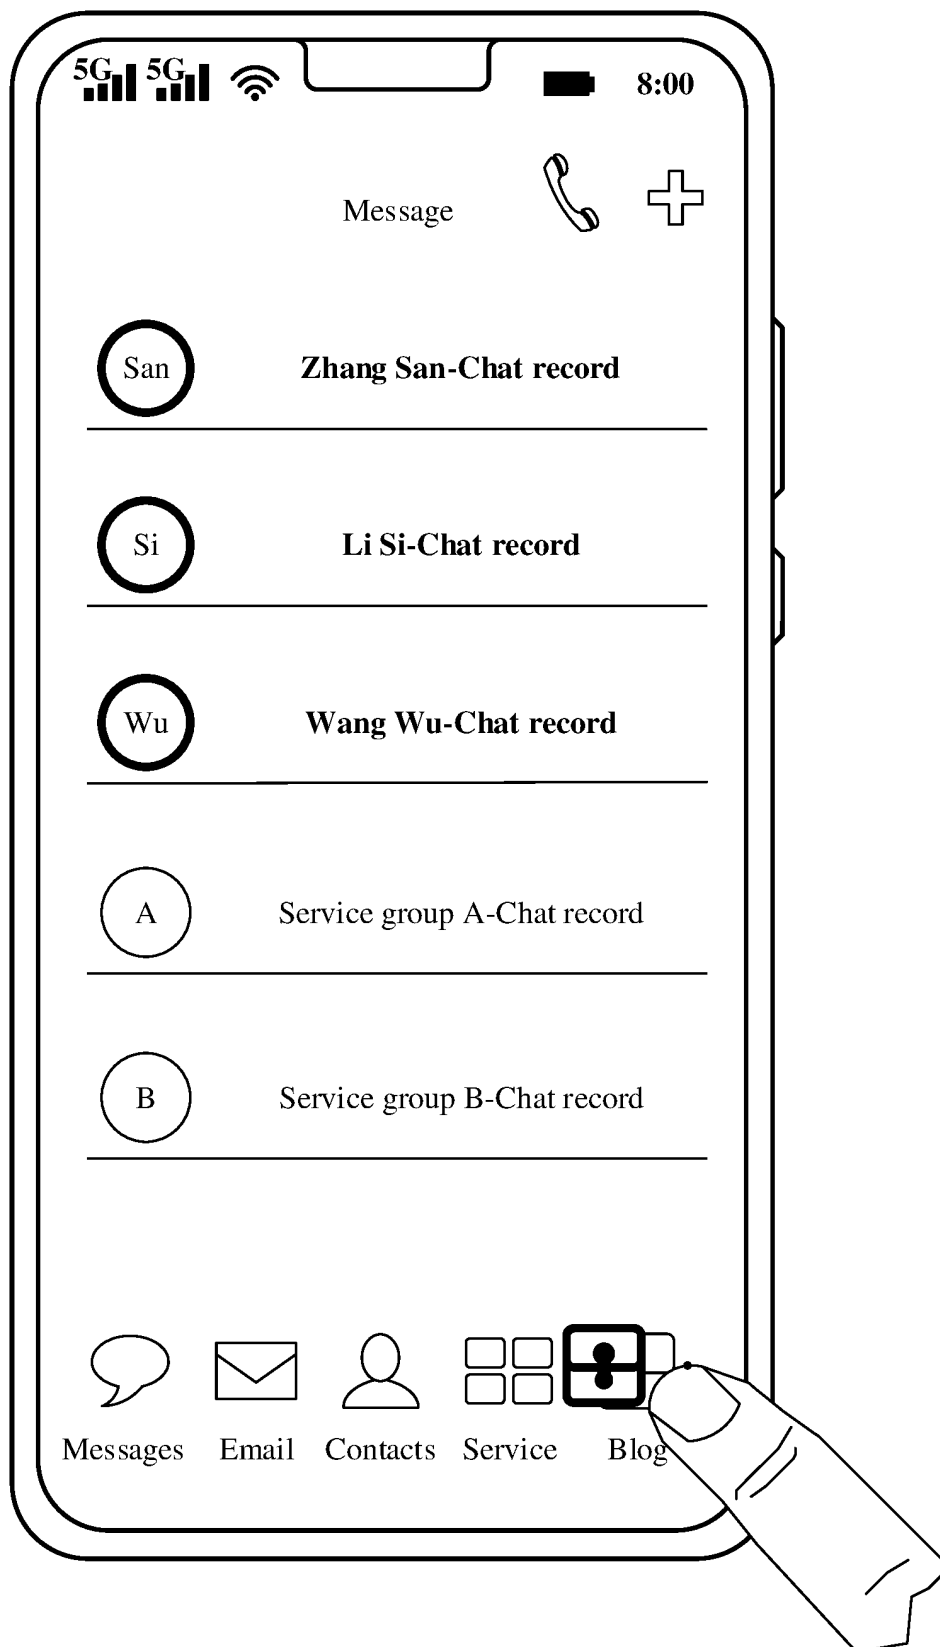 5G 5G 8:00
Message
San Zhang San-Chat record
Si Li Si-Chat record
Wu Wang Wu-Chat record
A Service group A-Chat record
B Service group B-Chat record
Messages Email Contacts Service Blog